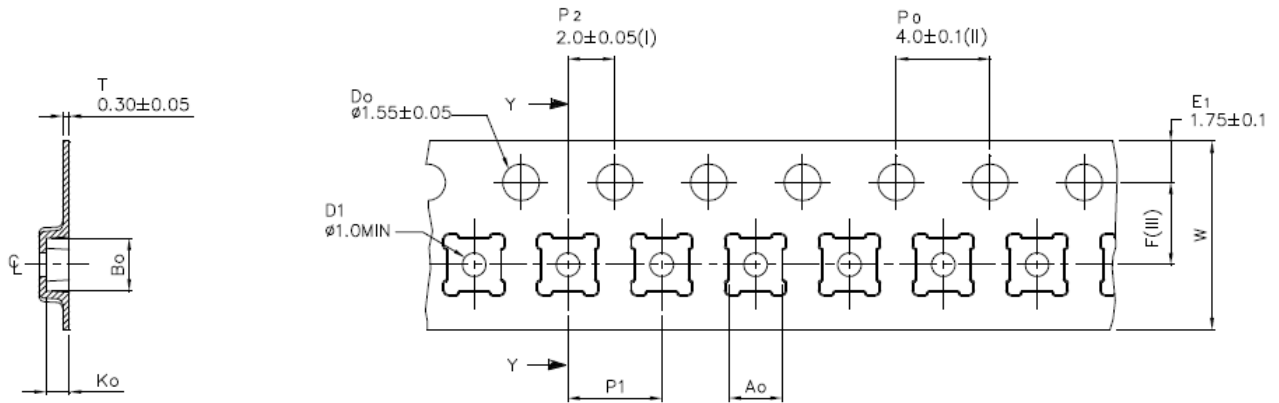 T
0.30±0.05
℄
Bo
Ko
P2
2.0±0.05(I)
Po
4.0±0.1(II)
Y
Do
ø1.55±0.05
E1
1.75±0.1
D1
ø1.0MIN
F(III)
W
Y
P1
Ao